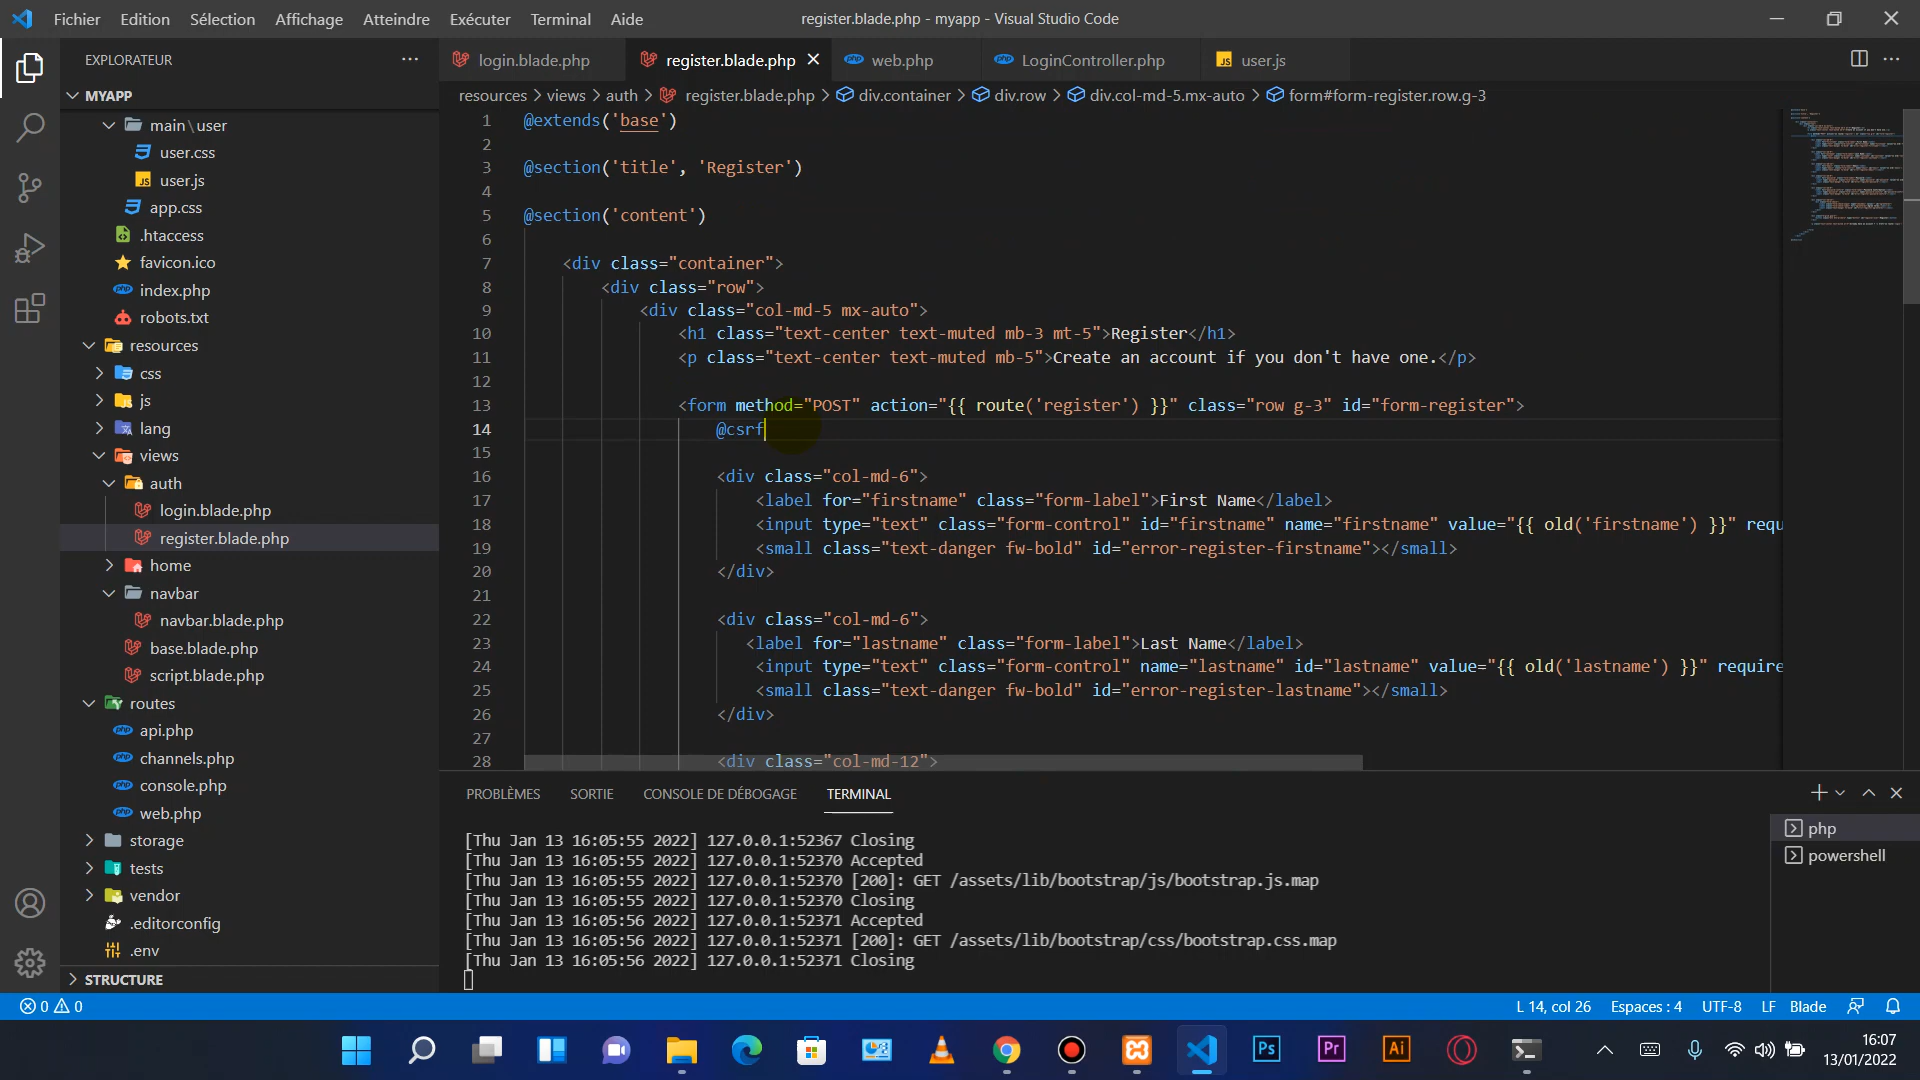 Fichier Edition Sélection Affichage Atteindre Exécuter Terminal Aide
register.blade.php - myapp - Visual Studio Code
EXPLORATEUR
login.blade.php register.blade.php web.php LoginController.php user.js
MYAPP
resources > views > auth > register.blade.php > div.container > div.row > div.col-md-5.mx-auto > form#form-register.row.g-3
main\user
user.css
user.js
app.css
.htaccess
favicon.ico
index.php
robots.txt
resources
css
js
lang
views
auth
login.blade.php
register.blade.php
home
navbar
navbar.blade.php
base.blade.php
script.blade.php
routes
api.php
channels.php
console.php
web.php
storage
tests
vendor
.editorconfig
.env
STRUCTURE
1 @extends('base')
2
3 @section('title', 'Register')
4
5 @section('content')
6
7 <div class="container">
8 <div class="row">
9 <div class="col-md-5 mx-auto">
10 <h1 class="text-center text-muted mb-3 mt-5">Register</h1>
11 <p class="text-center text-muted mb-5">Create an account if you don't have one.</p>
12
13 <form method="POST" action="{{ route('register') }}" class="row g-3" id="form-register">
14 @csrf
15
16 <div class="col-md-6">
17 <label for="firstname" class="form-label">First Name</label>
18 <input type="text" class="form-control" id="firstname" name="firstname" value="{{ old('firstname') }}" requ
19 <small class="text-danger fw-bold" id="error-register-firstname"></small>
20 </div>
21
22 <div class="col-md-6">
23 <label for="lastname" class="form-label">Last Name</label>
24 <input type="text" class="form-control" name="lastname" id="lastname" value="{{ old('lastname') }}" require
25 <small class="text-danger fw-bold" id="error-register-lastname"></small>
26 </div>
27
28 <div class="col-md-12">
PROBLÈMES SORTIE CONSOLE DE DÉBOGAGE TERMINAL
[Thu Jan 13 16:05:55 2022] 127.0.0.1:52367 Closing
[Thu Jan 13 16:05:55 2022] 127.0.0.1:52370 Accepted
[Thu Jan 13 16:05:55 2022] 127.0.0.1:52370 [200]: GET /assets/lib/bootstrap/js/bootstrap.js.map
[Thu Jan 13 16:05:55 2022] 127.0.0.1:52370 Closing
[Thu Jan 13 16:05:56 2022] 127.0.0.1:52371 Accepted
[Thu Jan 13 16:05:56 2022] 127.0.0.1:52371 [200]: GET /assets/lib/bootstrap/css/bootstrap.css.map
[Thu Jan 13 16:05:56 2022] 127.0.0.1:52371 Closing
php
powershell
0 0
L 14, col 26 Espaces : 4 UTF-8 LF Blade
Ps Pr Ai
16:07
13/01/2022